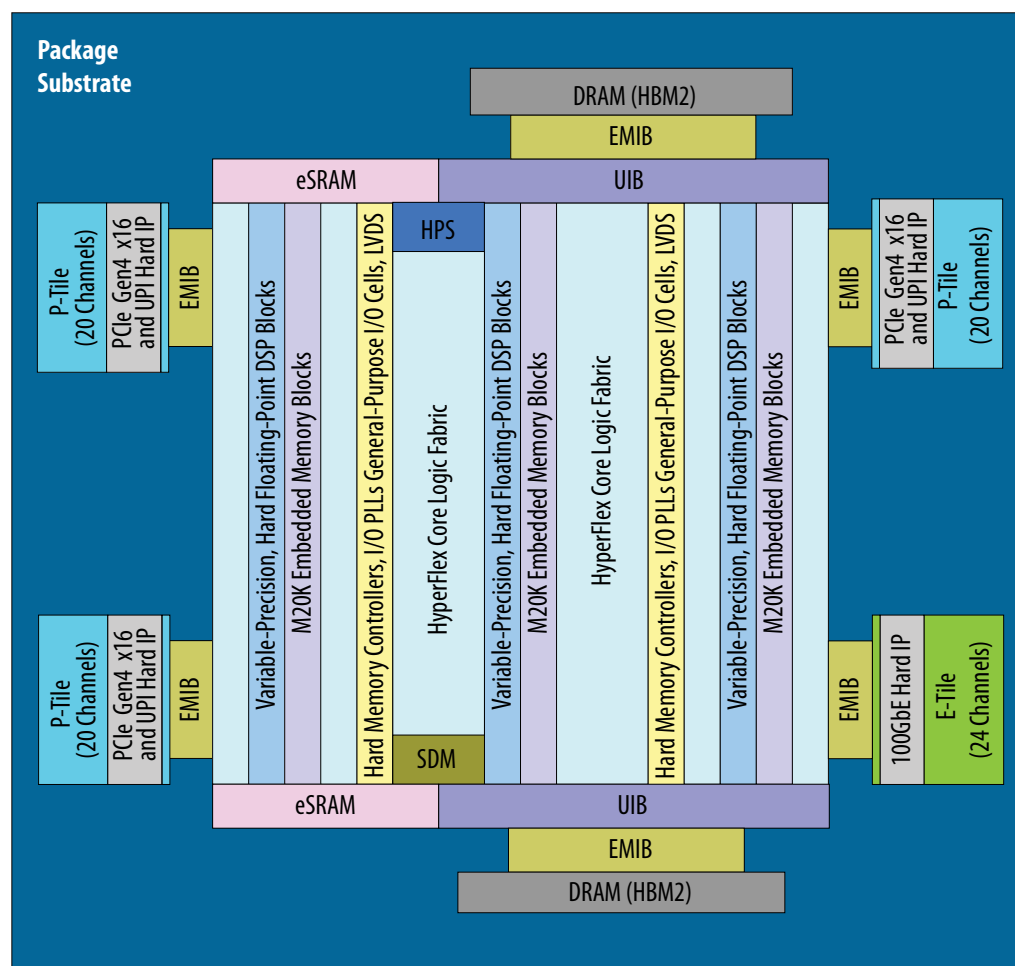 Package
Substrate
DRAM (HBM2)
EMIB
eSRAM
UIB
P-Tile
(20 Channels)
PCIe Gen4 x16
and UPI Hard IP
EMIB
Variable-Precision, Hard Floating-Point DSP Blocks
M20K Embedded Memory Blocks
Hard Memory Controllers, I/O PLLs General-Purpose I/O Cells, LVDS
HPS
HyperFlex Core Logic Fabric
SDM
Variable-Precision, Hard Floating-Point DSP Blocks
M20K Embedded Memory Blocks
HyperFlex Core Logic Fabric
Hard Memory Controllers, I/O PLLs General-Purpose I/O Cells, LVDS
Variable-Precision, Hard Floating-Point DSP Blocks
M20K Embedded Memory Blocks
EMIB
PCIe Gen4 x16
and UPI Hard IP
P-Tile
(20 Channels)
P-Tile
(20 Channels)
PCIe Gen4 x16
and UPI Hard IP
EMIB
EMIB
100GbE Hard IP
E-Tile
(24 Channels)
eSRAM
UIB
EMIB
DRAM (HBM2)